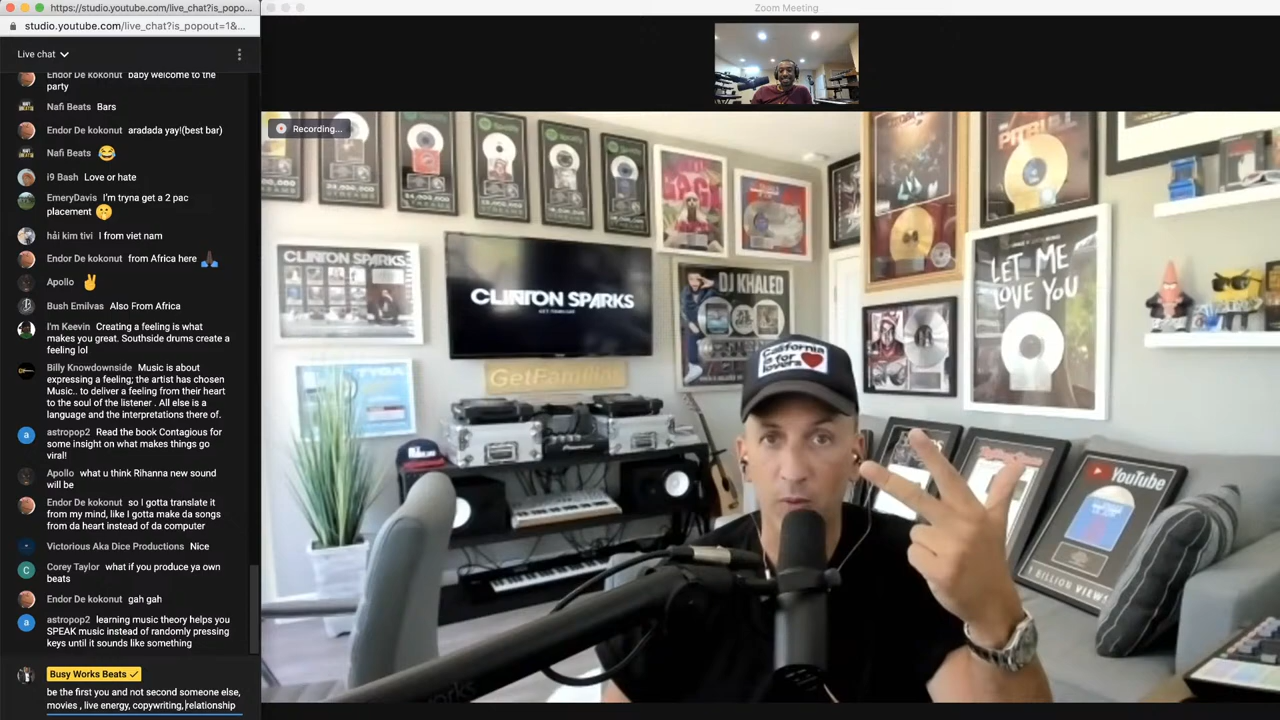 https://studio.youtube.com/live_chat?is_popo...
Zoom Meeting
studio.youtube.com/live_chat?is_popout=1&...
Live chat
Endor De kokonut baby welcome to the
party
Nafi Beats Bars
Endor De kokonut aradada yay!(best bar)
Nafi Beats 😂
i9 Bash Love or hate
EmeryDavis I'm tryna get a 2 pac
placement 🤫
hải kim tivi I from viet nam
Endor De kokonut from Africa here
Apollo ✌
Bush Emilvas Also From Africa
I'm Keevin Creating a feeling is what
makes you great. Southside drums create a
feeling lol
Billy Knowdownside Music is about
expressing a feeling; the artist has chosen
Music.. to deliver a feeling from their heart
to the soul of the listener . All else is a
language and the interpretations there of.
astropop2 Read the book Contagious for
some insight on what makes things go
viral!
Apollo what u think Rihanna new sound
will be
Endor De kokonut so I gotta translate it
from my mind, like I gotta make da songs
from da heart instead of da computer
Victorious Aka Dice Productions Nice
Corey Taylor what if you produce ya own
beats
Endor De kokonut gah gah
astropop2 learning music theory helps you
SPEAK music instead of randomly pressing
keys until it sounds like something
Busy Works Beats ✓
be the first you and not second someone else,
movies , live energy, copywriting, relationship
Recording...
PITBULL
CLINTON SPARKS
CLINTON SPARKS
DJ KHALED
LET ME
LOVE YOU
TYGA
GetFamiliar
California
is for
lovers
YouTube
1 BILLION VIEWS